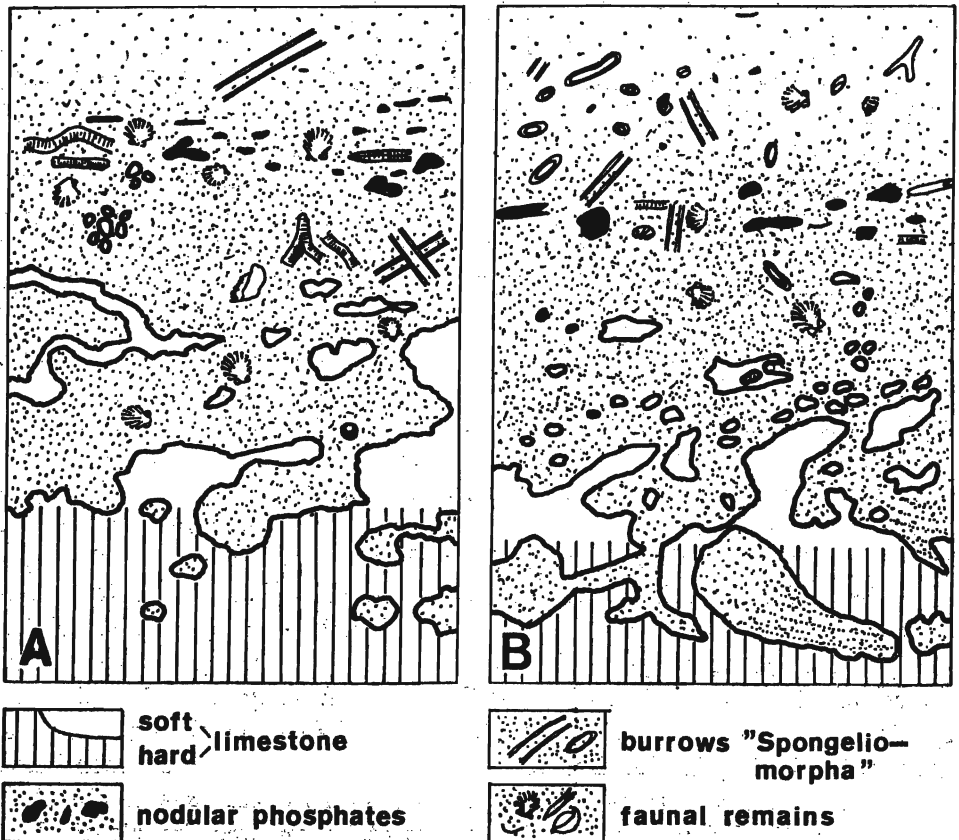 A
B
soft
hard
limestone
nodular phosphates
burrows "Spongelio-
morpha"
faunal remains